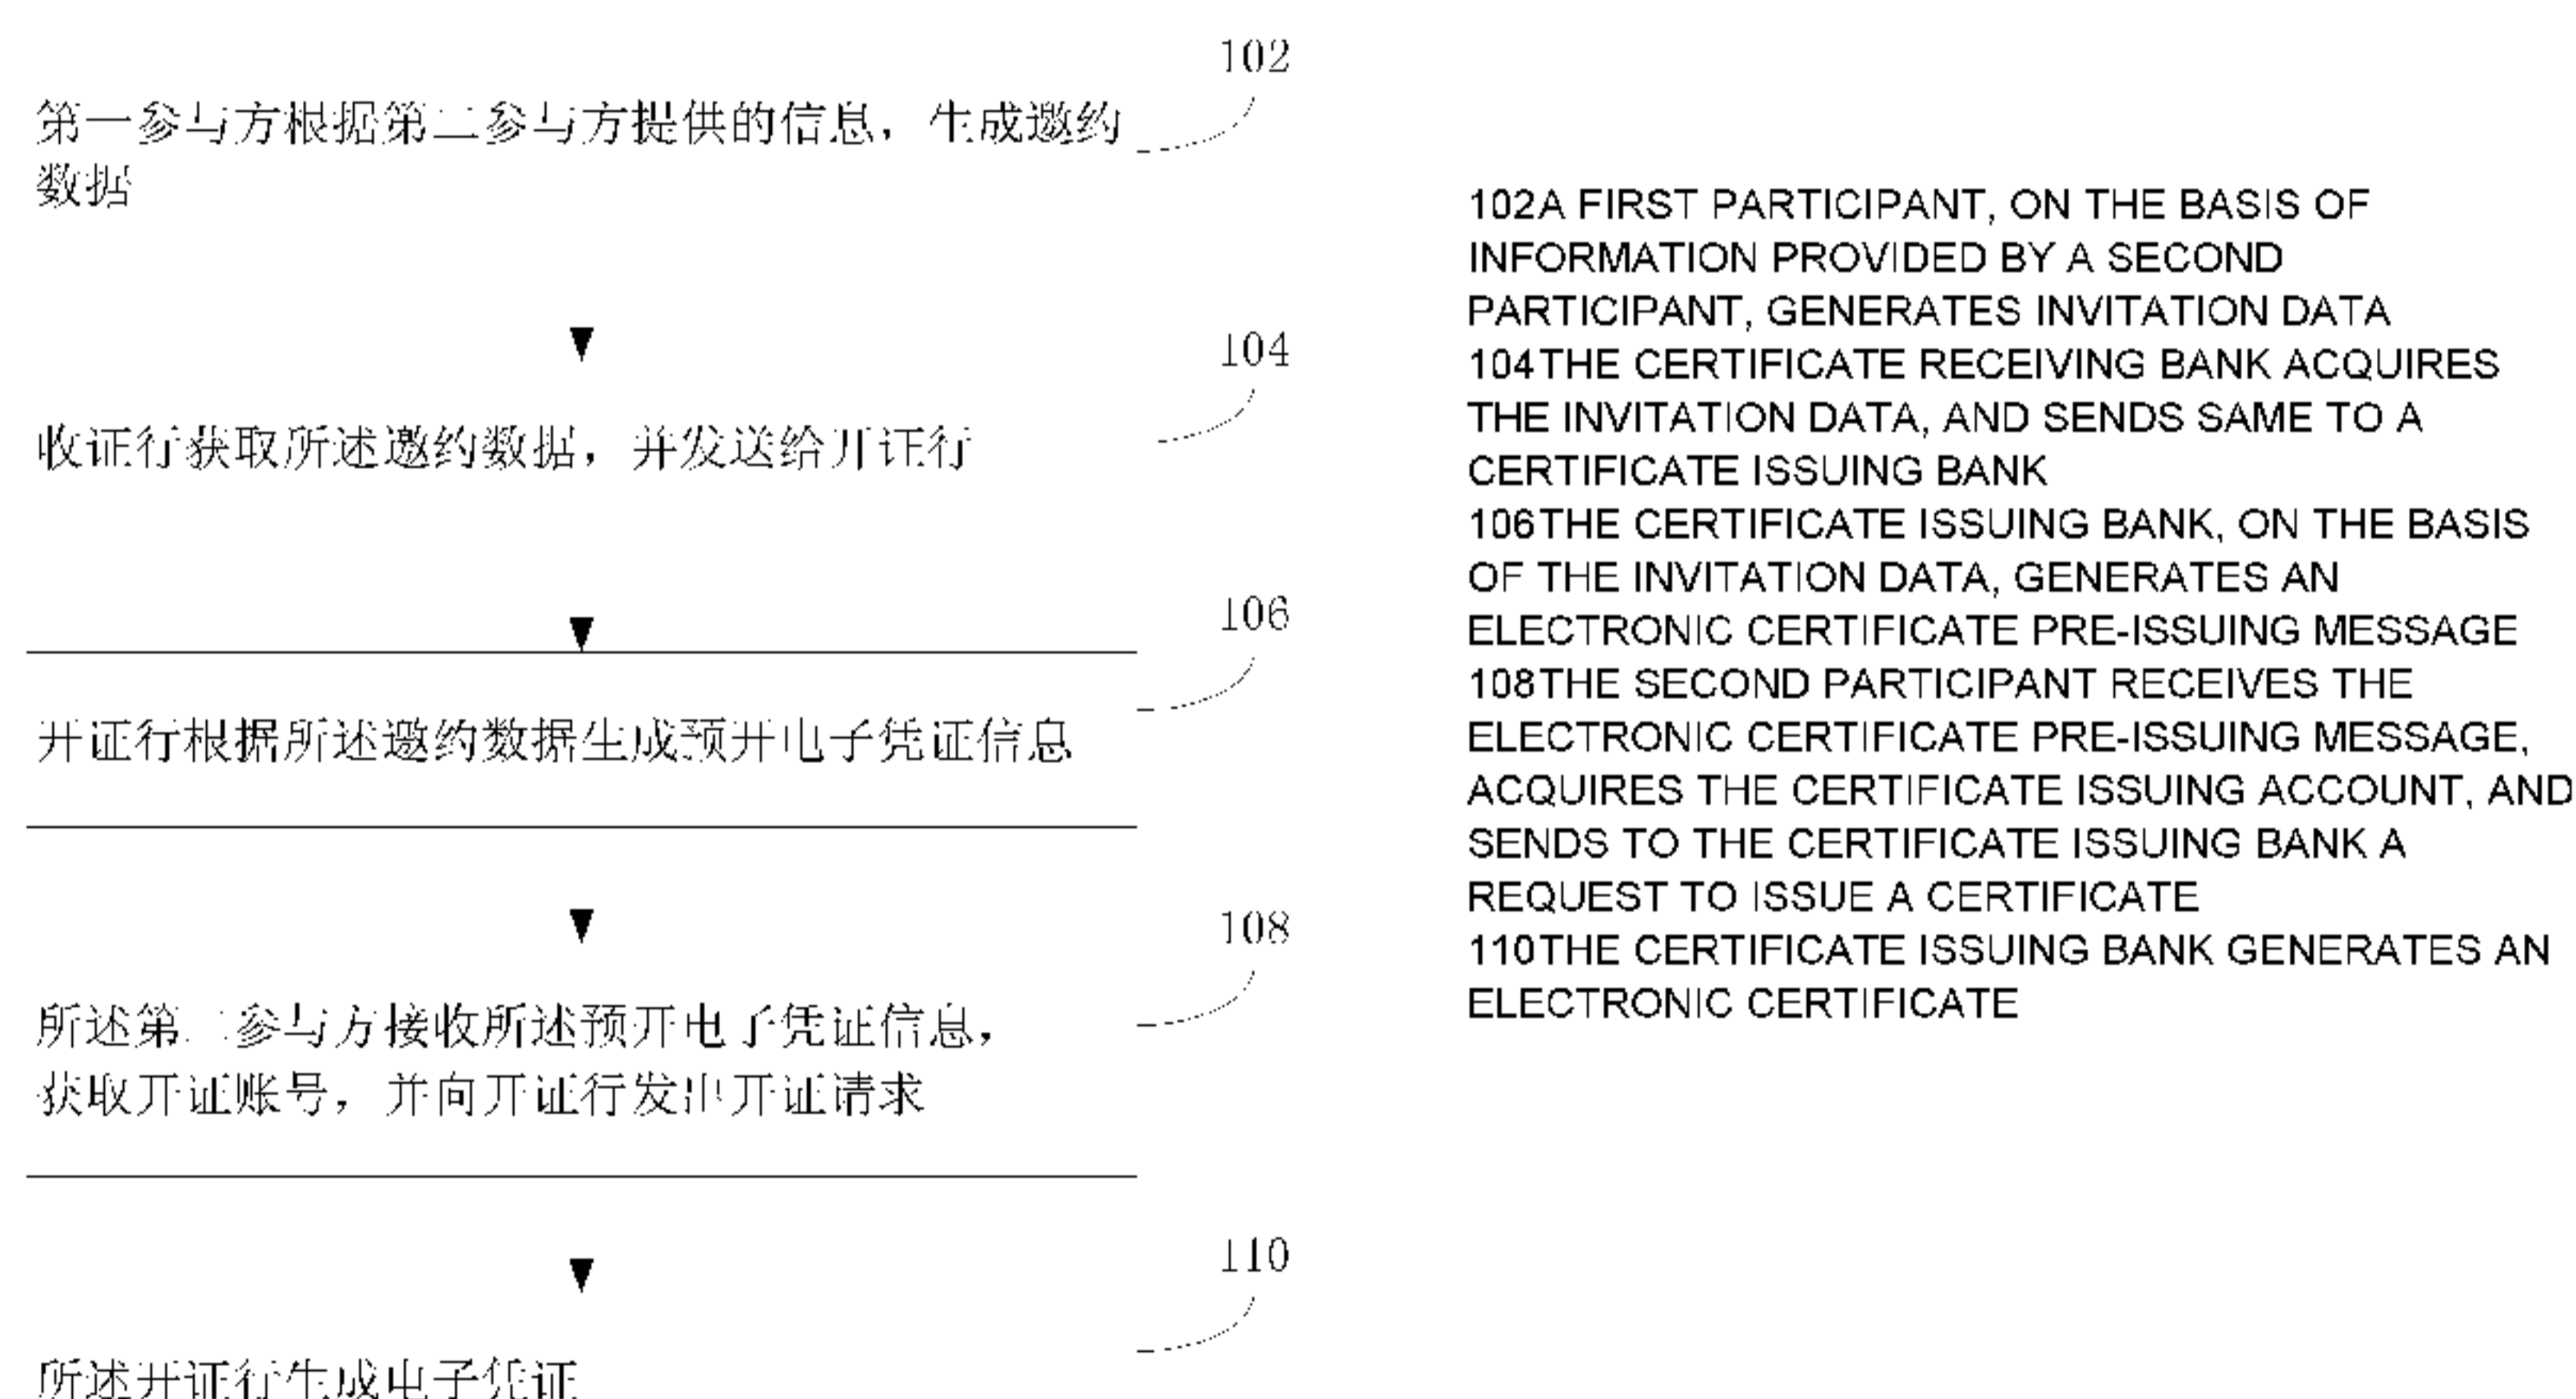 102
第一参与方根据第二参与方提供的信息，生成邀约
数据
104
收证行获取所述邀约数据，并发送给开证行
106
开证行根据所述邀约数据生成预开电子凭证信息
108
所述第二参与方接收所述预开电子凭证信息，
获取开证账号，并向开证行发出开证请求
110
所述开证行生成电子凭证
102A FIRST PARTICIPANT, ON THE BASIS OF
INFORMATION PROVIDED BY A SECOND
PARTICIPANT, GENERATES INVITATION DATA
104THE CERTIFICATE RECEIVING BANK ACQUIRES
THE INVITATION DATA, AND SENDS SAME TO A
CERTIFICATE ISSUING BANK
106THE CERTIFICATE ISSUING BANK, ON THE BASIS
OF THE INVITATION DATA, GENERATES AN
ELECTRONIC CERTIFICATE PRE-ISSUING MESSAGE
108THE SECOND PARTICIPANT RECEIVES THE
ELECTRONIC CERTIFICATE PRE-ISSUING MESSAGE,
ACQUIRES THE CERTIFICATE ISSUING ACCOUNT, AND
SENDS TO THE CERTIFICATE ISSUING BANK A
REQUEST TO ISSUE A CERTIFICATE
110THE CERTIFICATE ISSUING BANK GENERATES AN
ELECTRONIC CERTIFICATE